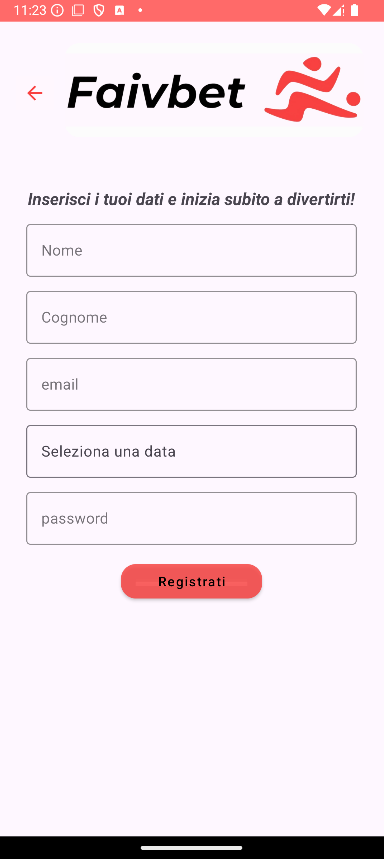 11:23
Faivbet
Inserisci i tuoi dati e inizia subito a divertirti!
Nome
Cognome
email
Seleziona una data
password
Registrati